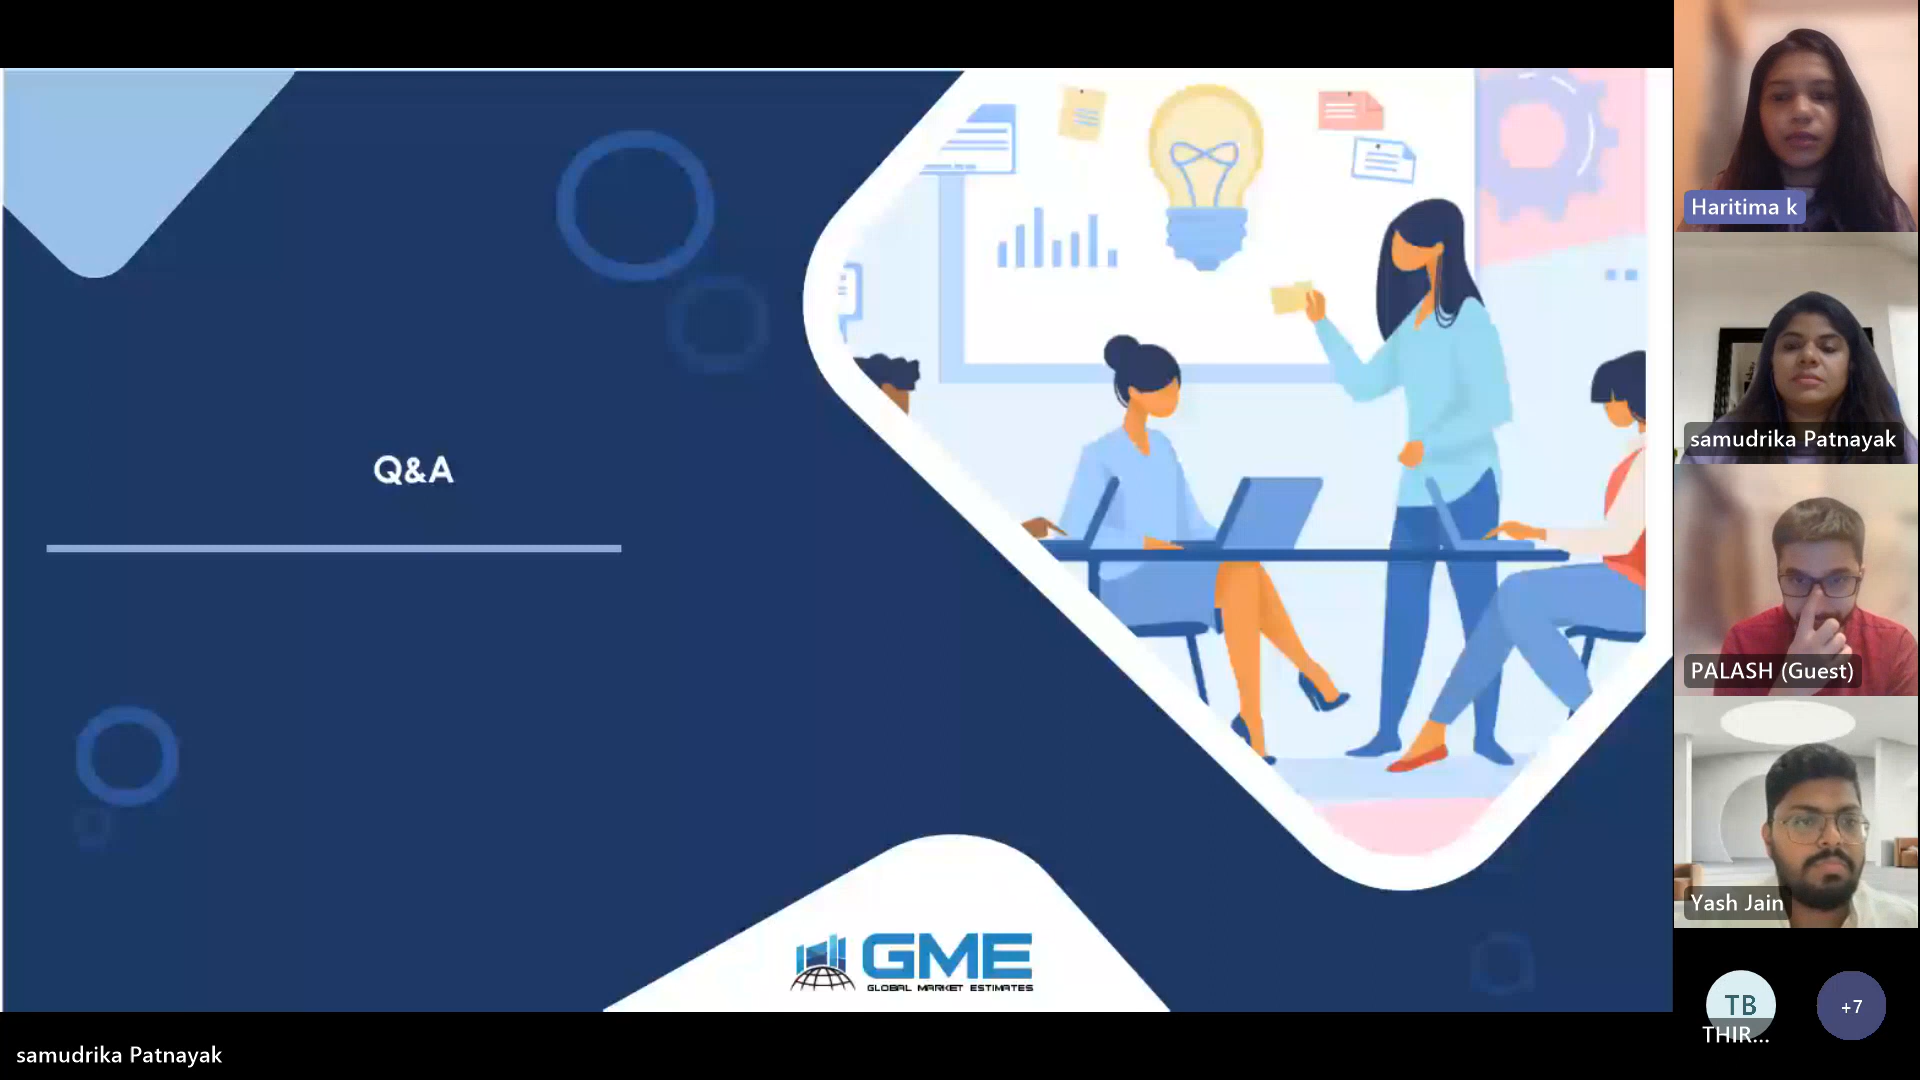 Q&A
GME
GLOBAL MARKET ESTIMATES
samudrika Patnayak
Haritima k
samudrika Patnayak
PALASH (Guest)
Yash Jain
TB
THIR...
+7